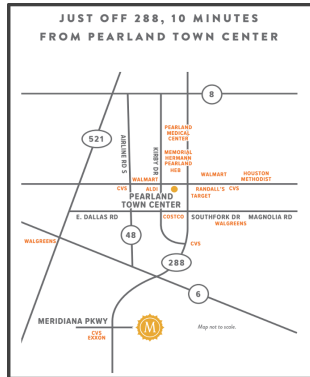 JUST OFF 288, 10 MINUTES
FROM PEARLAND TOWN CENTER
8
521
AIRLINE RD S
KIRBY DR
PEARLAND
MEDICAL
CENTER
MEMORIAL
HERMANN
PEARLAND
HEB
WALMART
WALMART
HOUSTON
METHODIST
CVS
ALDI
RANDALL'S
CVS
TARGET
PEARLAND
TOWN CENTER
E. DALLAS RD
COSTCO
SOUTHFORK DR
MAGNOLIA RD
WALGREENS
WALGREENS
48
CVS
288
6
MERIDIANA PKWY
M
Map not to scale.
CVS
EXXON